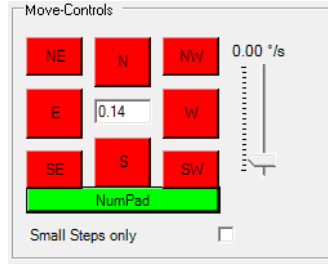 Move-Controls
NE N NW 0.00 °/s
E 0.14 W
SE S SW
NumPad
Small Steps only